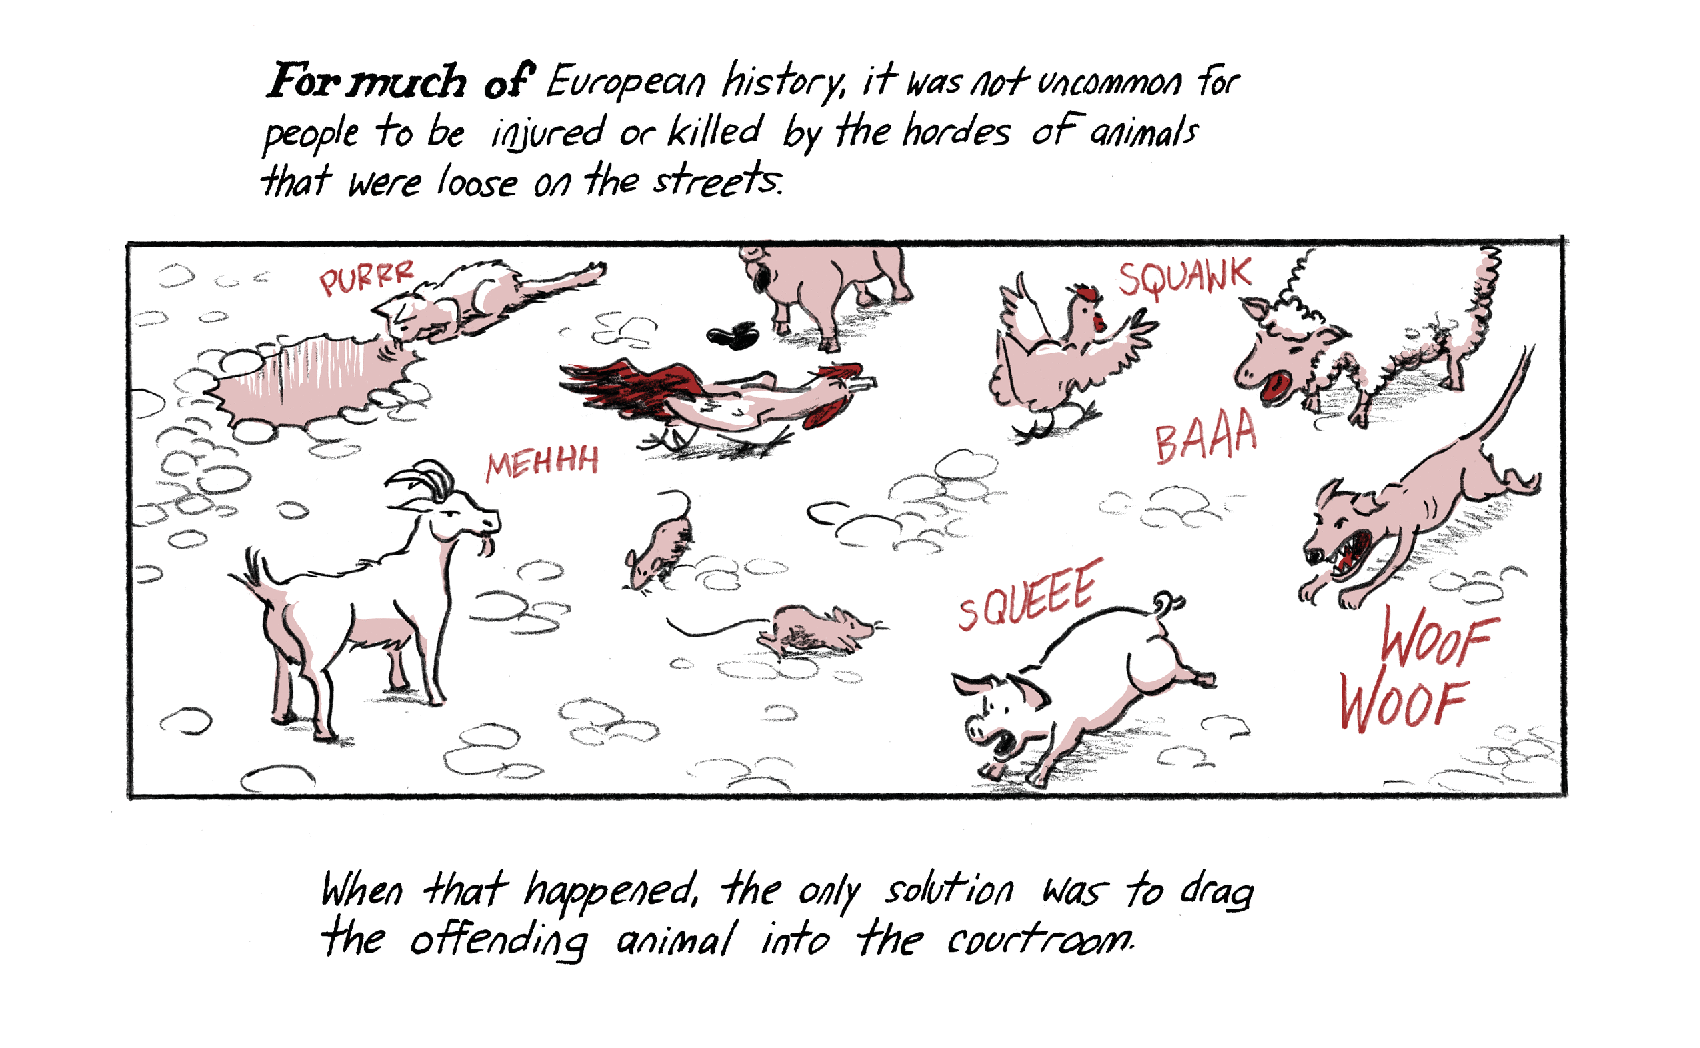 For much of European history, it was not uncommon for
people to be injured or killed by the hordes of animals
that were loose on the streets.
PURRR
SQUAWK
MEHHH
BAAA
SQUEEE
WOOF
WOOF
When that happened, the only solution was to drag
the offending animal into the courtroom.